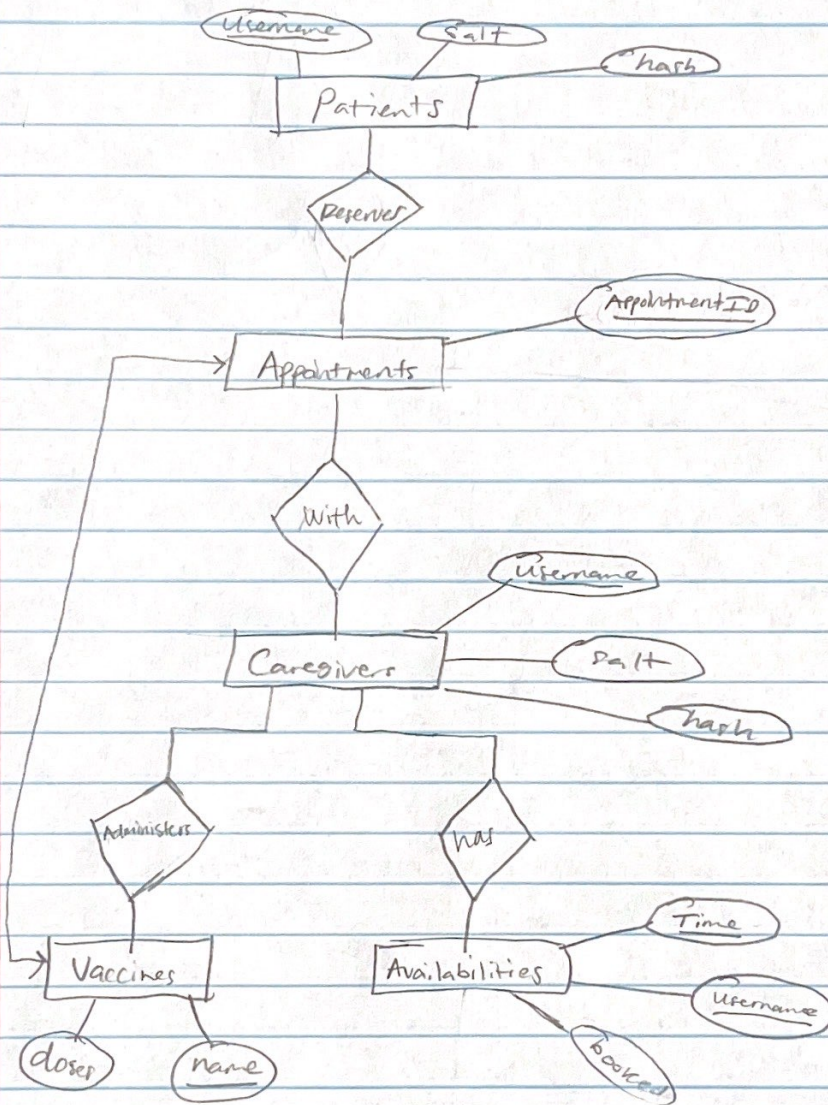 Username
Salt
hash
Patients
Reserves
AppointmentID
Appointments
With
Username
Caregivers
Salt
hash
Administers
has
Time
Vaccines
Availabilities
Username
doses
name
booked